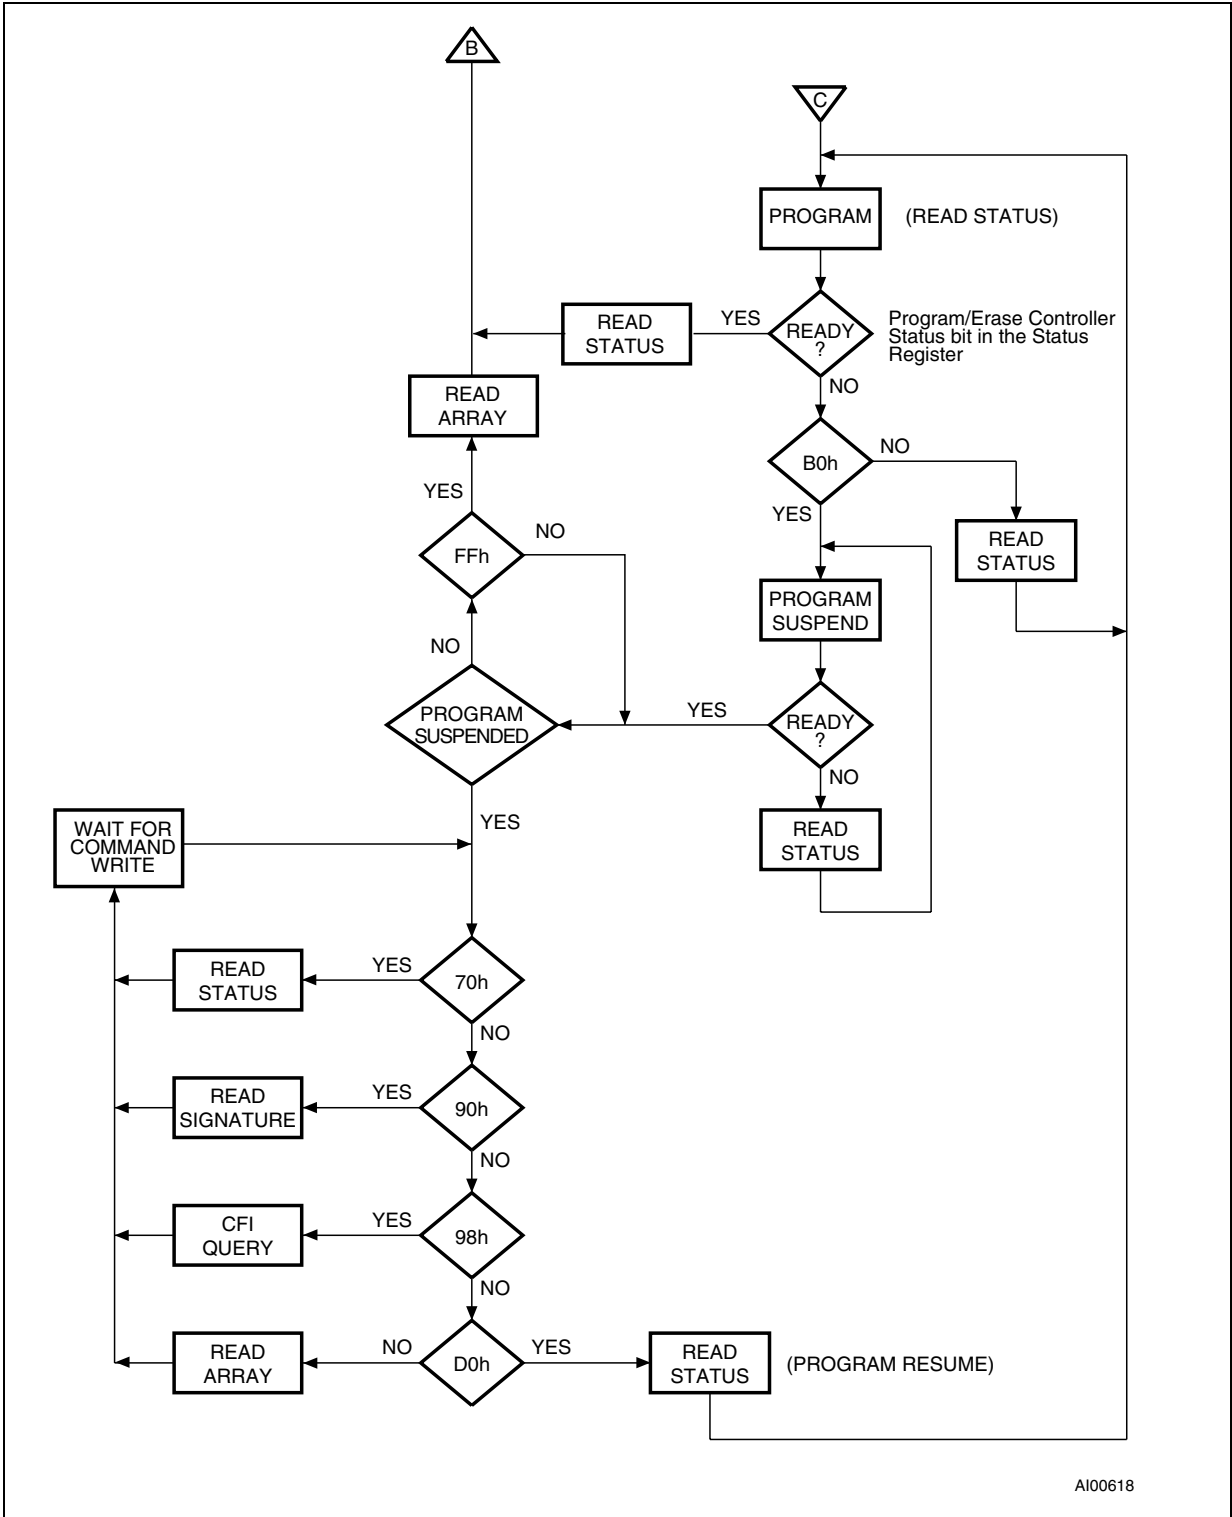 B
C
PROGRAM
(READ STATUS)
READ
STATUS
YES
READY
?
Program/Erase Controller
Status bit in the Status
Register
NO
READ
ARRAY
B0h
NO
YES
YES
FFh
NO
READ
STATUS
PROGRAM
SUSPEND
NO
PROGRAM
SUSPENDED
YES
READY
?
NO
YES
READ
STATUS
WAIT FOR
COMMAND
WRITE
READ
STATUS
YES
70h
NO
READ
SIGNATURE
YES
90h
NO
CFI
QUERY
YES
98h
NO
READ
ARRAY
NO
D0h
YES
READ
STATUS
(PROGRAM RESUME)
AI00618